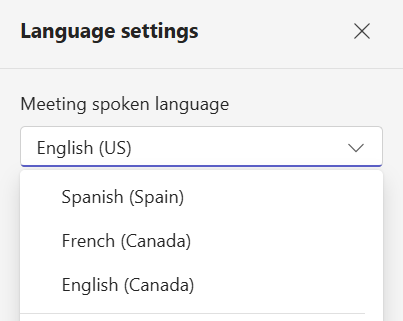 Language settings
Meeting spoken language
English (US)
Spanish (Spain)
French (Canada)
English (Canada)